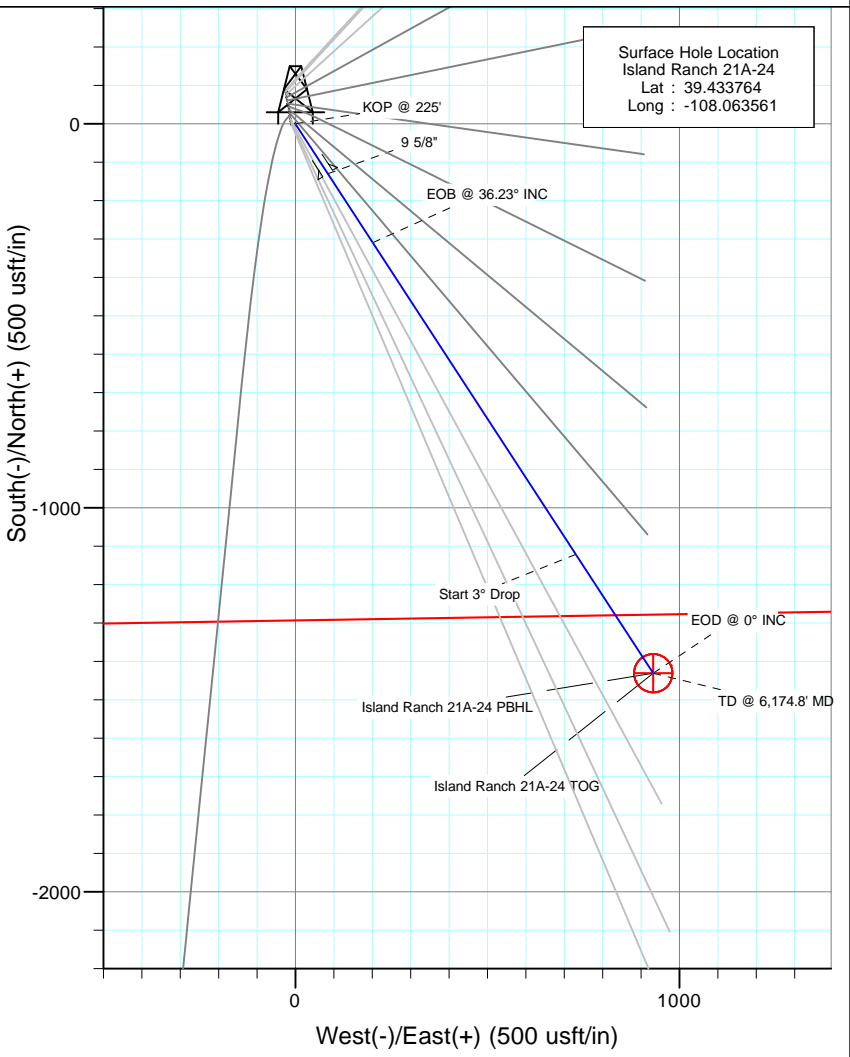 Surface Hole Location
Island Ranch 21A-24
Lat : 39.433764
Long : -108.063561
KOP @ 225'
0
9 5/8"
EOB @ 36.23° INC
South(-)/North(+) (500 usft/in)
-1000
Start 3° Drop
EOD @ 0° INC
Island Ranch 21A-24 PBHL
TD @ 6,174.8' MD
Island Ranch 21A-24 TOG
-2000
0
1000
West(-)/East(+) (500 usft/in)